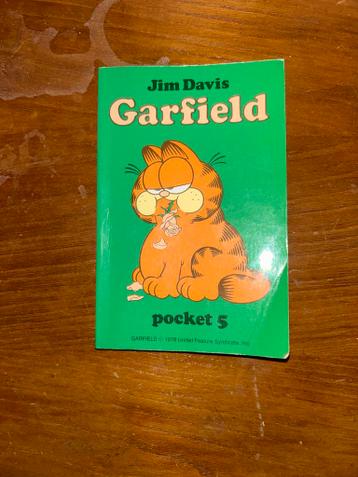 Jim Davis
Garfield
pocket 5
GARFIELD © 1978 United Feature Syndicate, Inc.